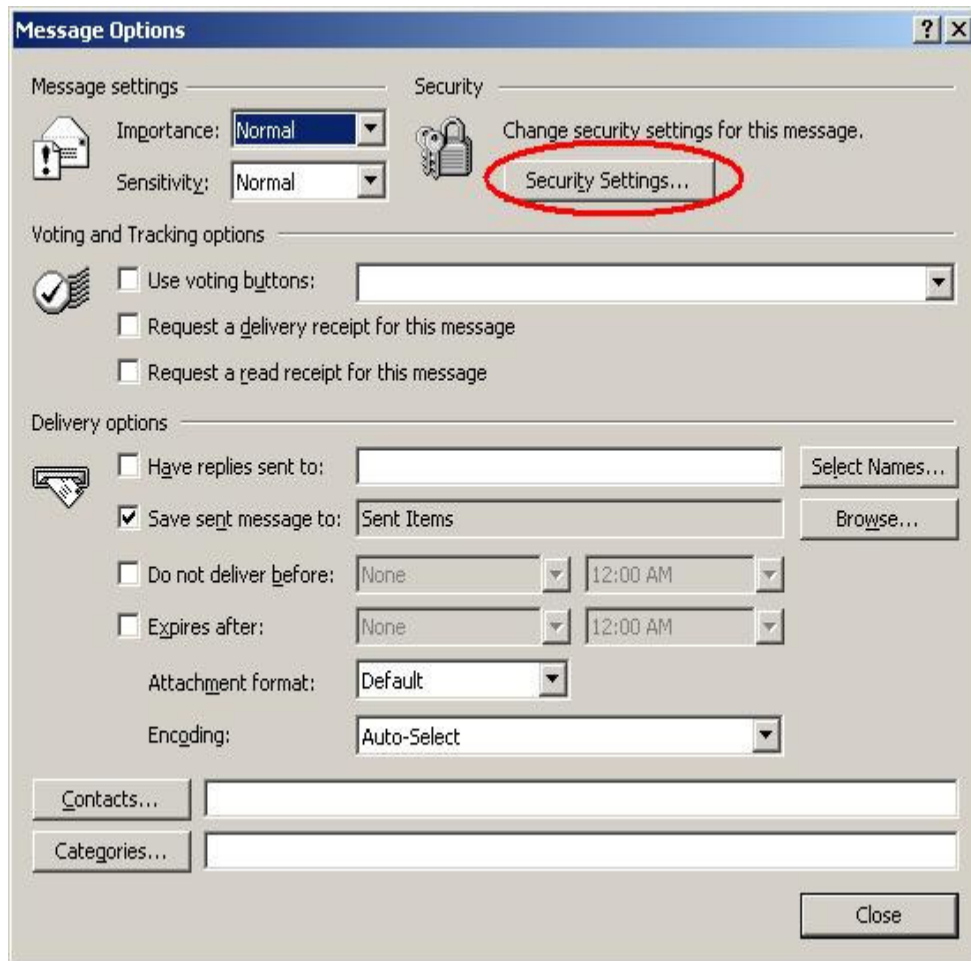 Message Options
Message settings
Security
Importance: Normal
Change security settings for this message.
Sensitivity: Normal
Security Settings...
Voting and Tracking options
Use voting buttons:
Request a delivery receipt for this message
Request a read receipt for this message
Delivery options
Have replies sent to:
Select Names...
Save sent message to: Sent Items
Browse...
Do not deliver before: None 12:00 AM
Expires after: None 12:00 AM
Attachment format: Default
Encoding: Auto-Select
Contacts...
Categories...
Close